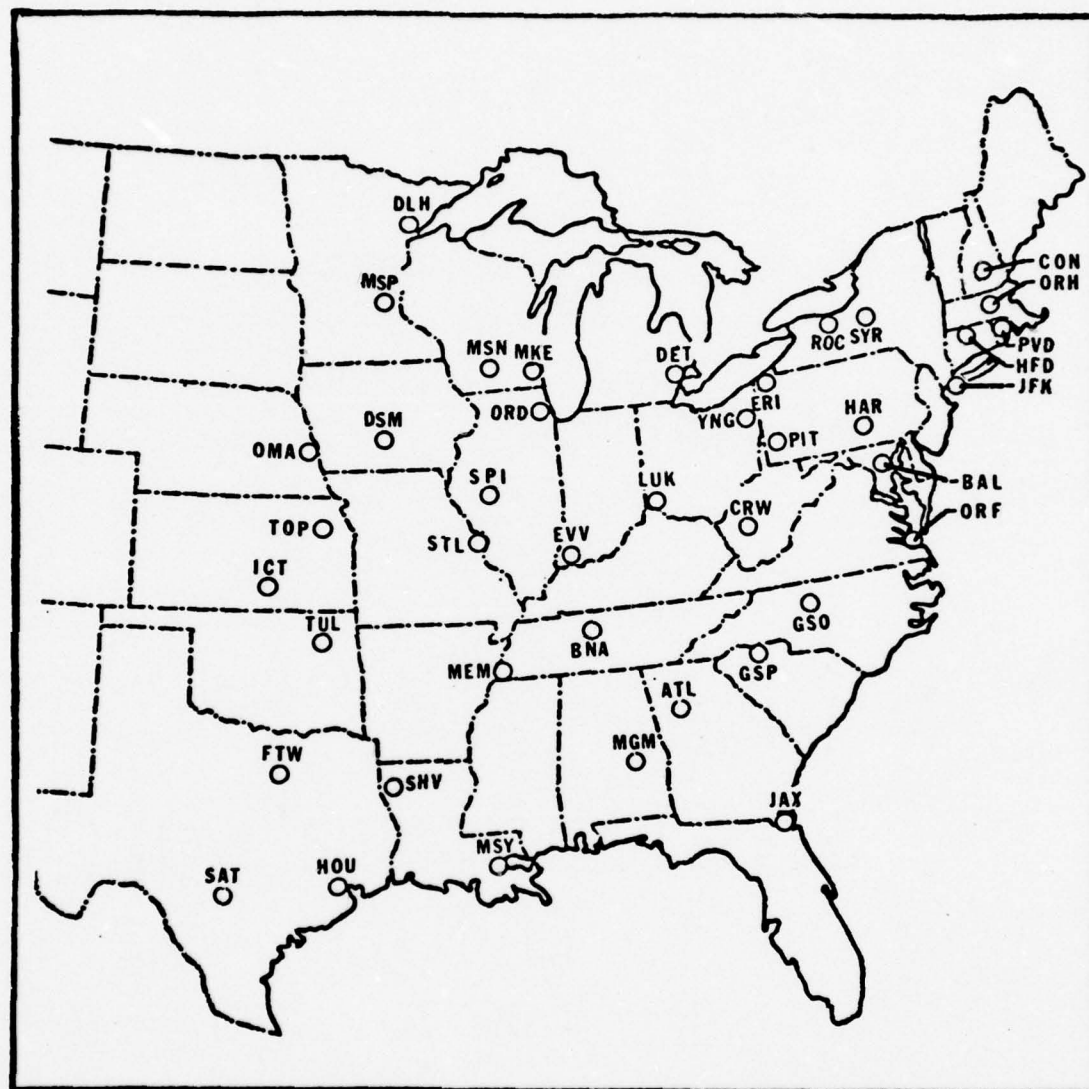 DLH
CON
ORH
MSP
ROC SYR
PVD
MSN MKE
DET
HFD
JFK
ERI
ORD
YNG
HAR
DSM
PIT
OMA
BAL
SPI
LUK
CRW
ORF
TOP
STL
EVV
ICT
GSO
TUL
BNA
MEM
GSP
ATL
MGM
FTW
SHV
JAX
MSY
HOU
SAT